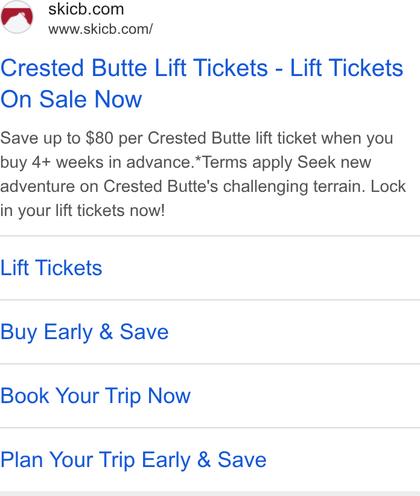 skicb.com
www.skicb.com/
Crested Butte Lift Tickets - Lift Tickets
On Sale Now
Save up to $80 per Crested Butte lift ticket when you
buy 4+ weeks in advance.*Terms apply Seek new
adventure on Crested Butte's challenging terrain. Lock
in your lift tickets now!
Lift Tickets
Buy Early & Save
Book Your Trip Now
Plan Your Trip Early & Save